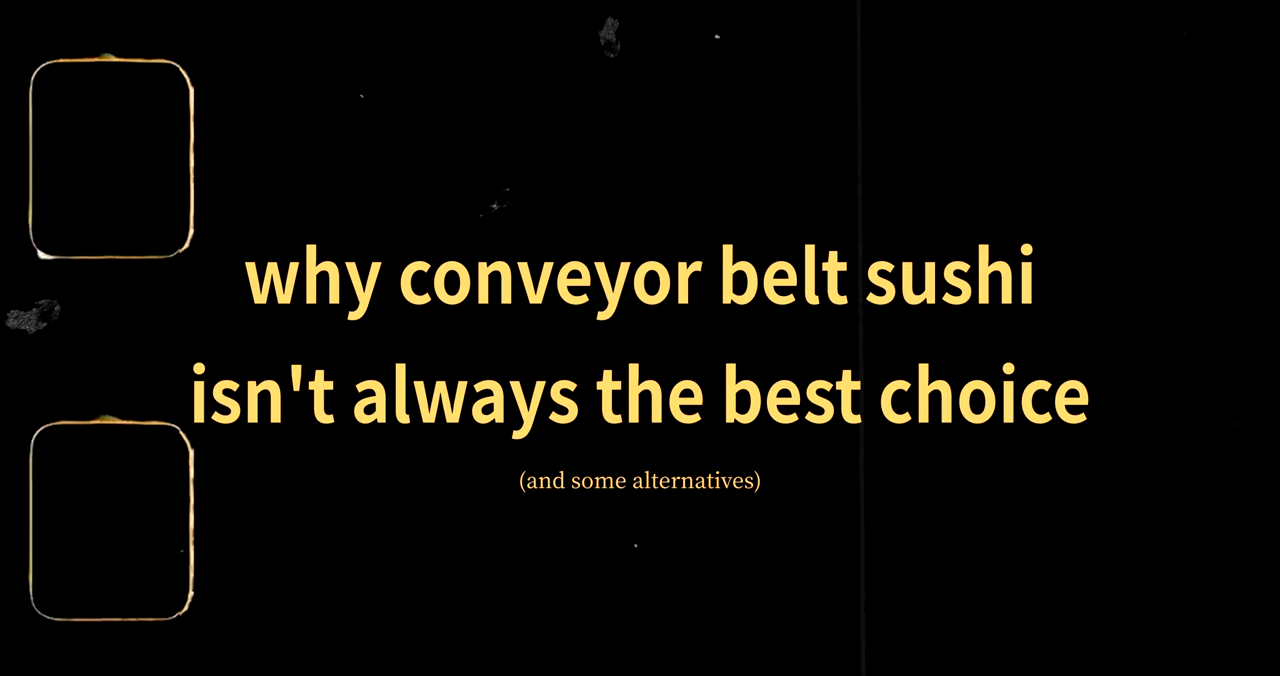 why conveyor belt sushi
isn't always the best choice
(and some alternatives)